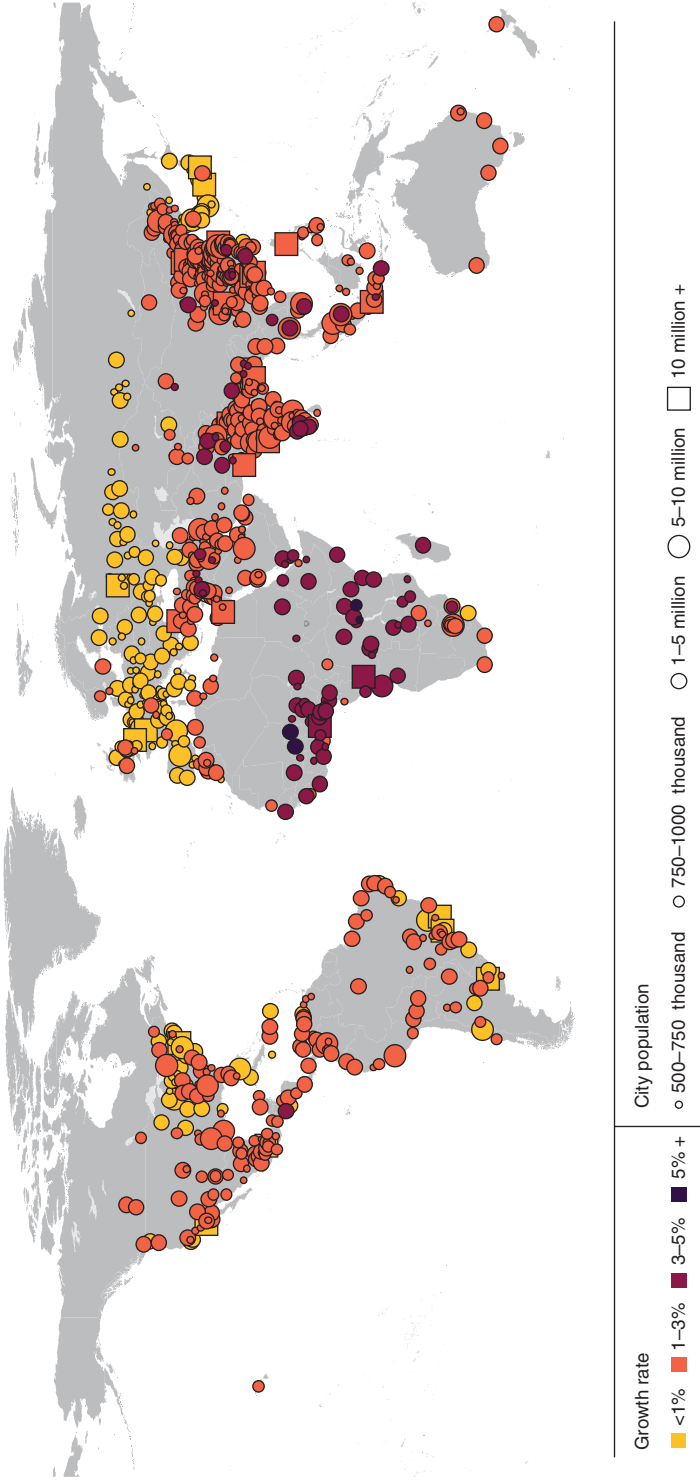 Growth rate
<1% 1–3% 3–5% 5% +
City population
500–750 thousand 750–1000 thousand 1–5 million 5–10 million 10 million +